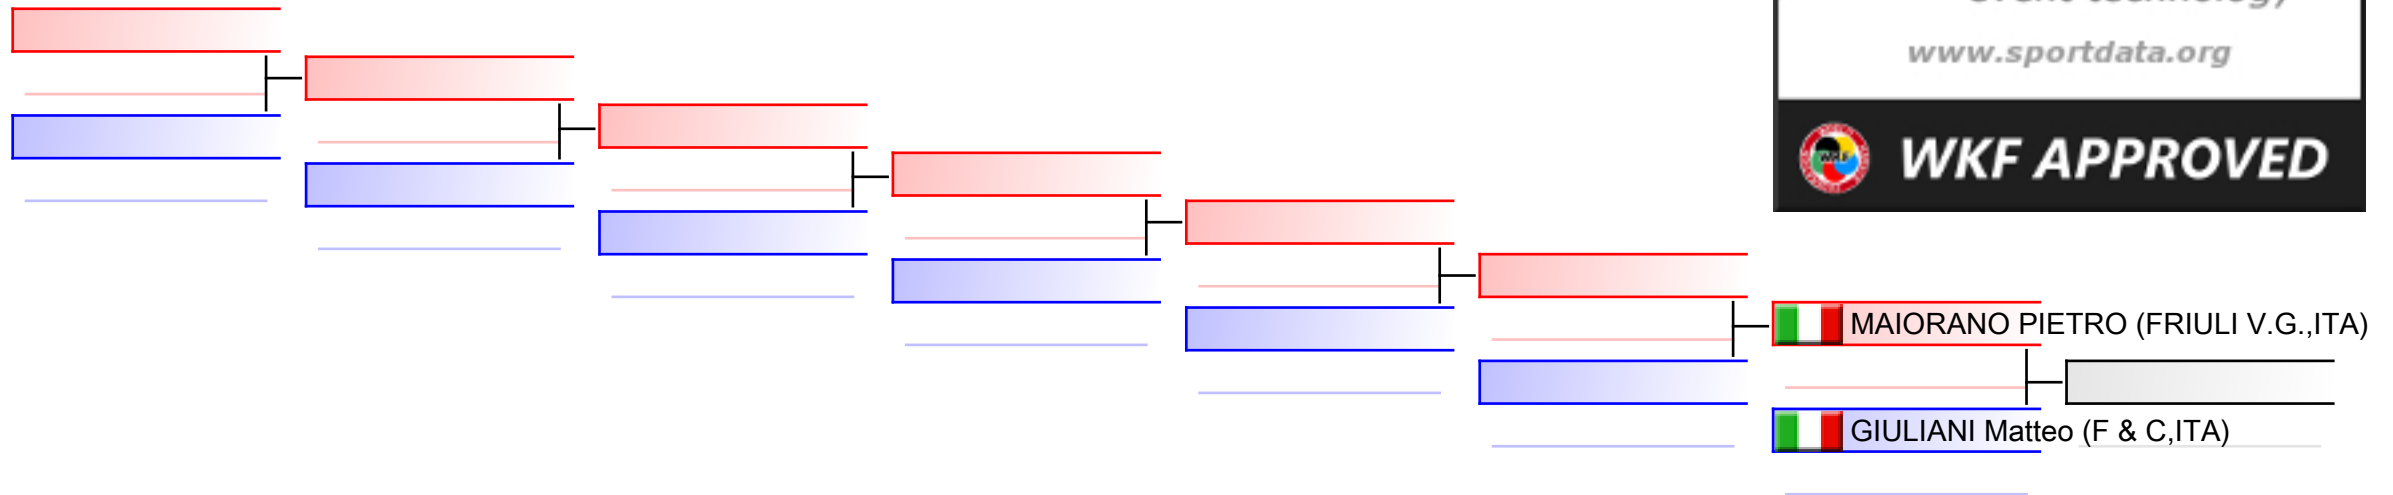 www.sportdata.org
WKF APPROVED
MAIORANO PIETRO (FRIULI V.G.,ITA)
GIULIANI Matteo (F & C,ITA)